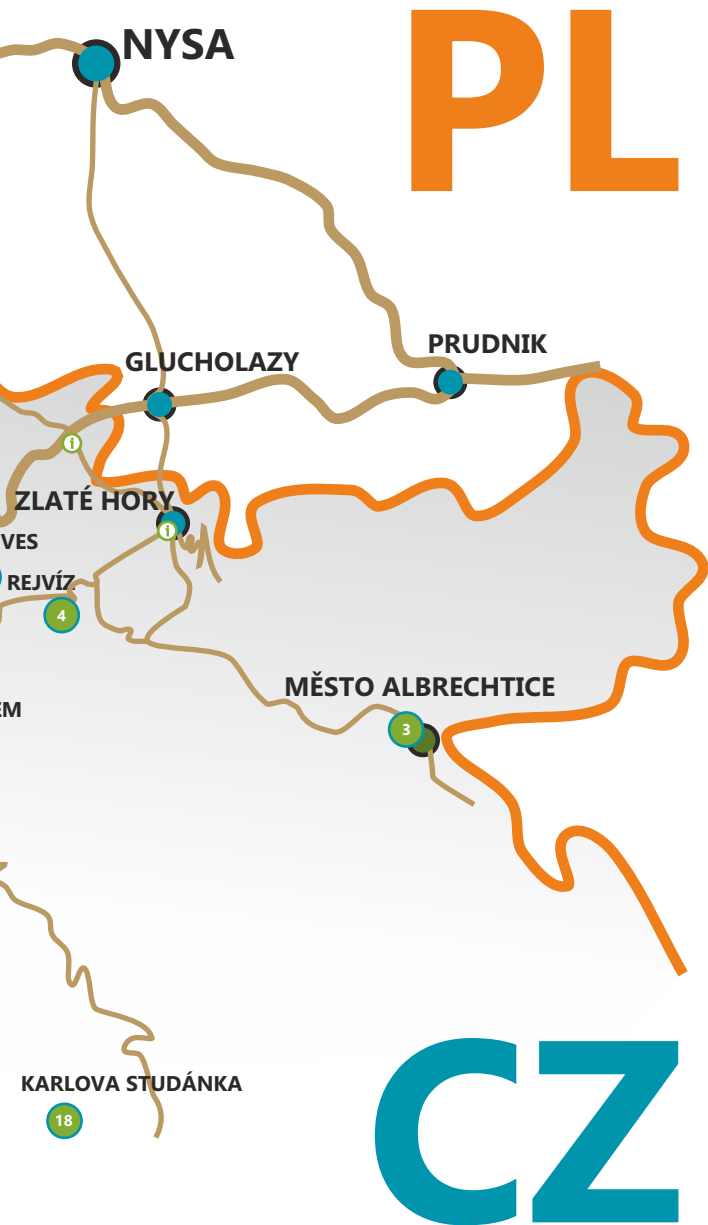 PL
NYSA
PRUDNIK
GLUCHOLAZY
i
ZLATÉ HORY
i
VES
REJVÍZ
4
MĚSTO ALBRECHTICE
3
EM
KARLOVA STUDÁNKA
18
CZ